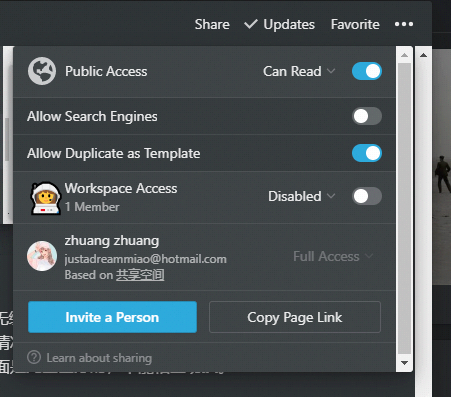 Share Updates Favorite
Public Access Can Read
Allow Search Engines
Allow Duplicate as Template
Workspace Access
1 Member
Disabled
zhuang zhuang
justadreammiao@hotmail.com
Based on 共享空间
Full Access
Invite a Person Copy Page Link
Learn about sharing